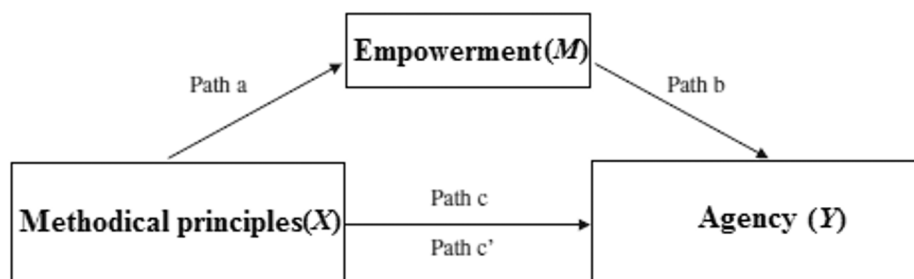 Empowerment(M)
Path a
Path b
Methodical principles(X)
Path c
Path c’
Agency (Y)